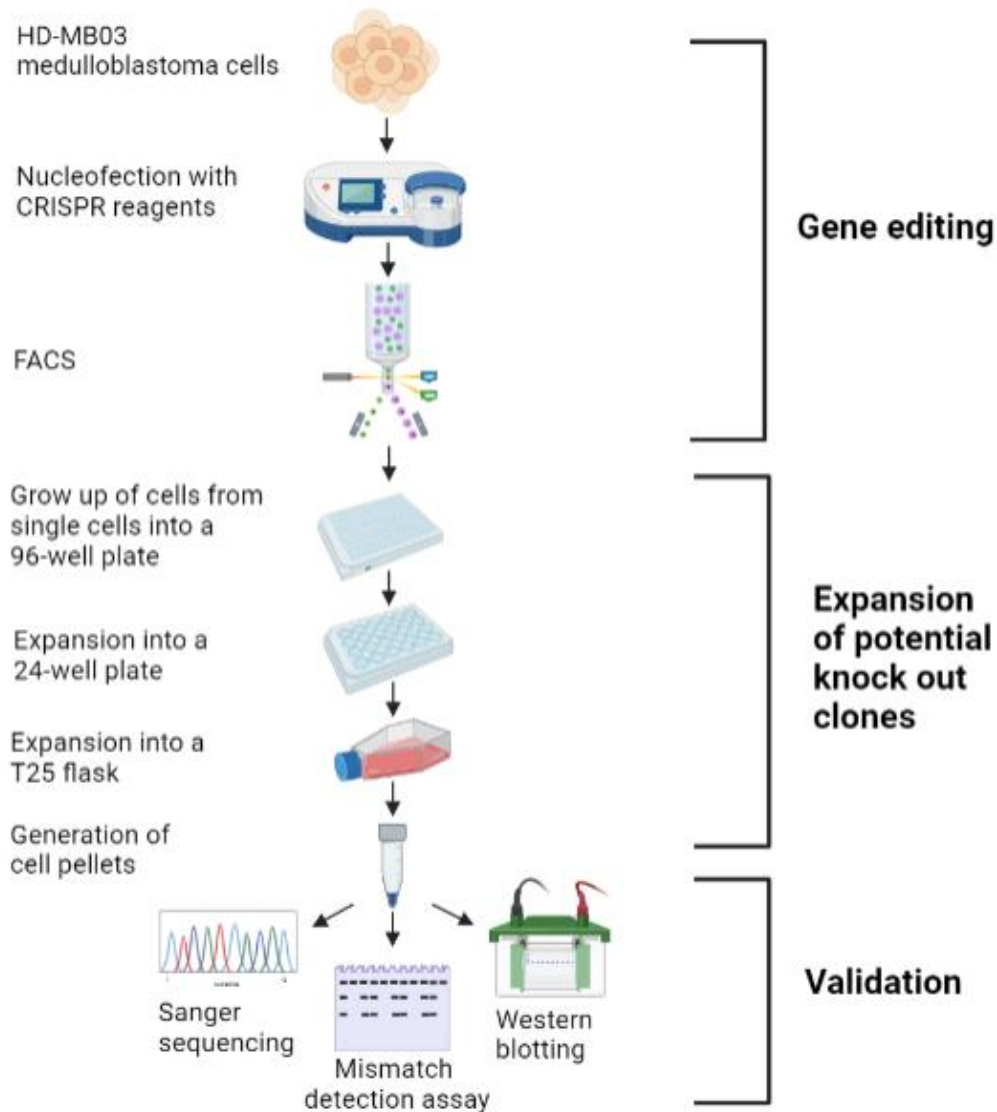 HD-MB03
medulloblastoma cells
Nucleofection with
CRISPR reagents
Gene editing
FACS
Grow up of cells from
single cells into a
96-well plate
Expansion into a
24-well plate
Expansion
of potential
knock out
clones
Expansion into a
T25 flask
Generation of
cell pellets
Sanger
sequencing
Mismatch
detection assay
Western
blotting
Validation